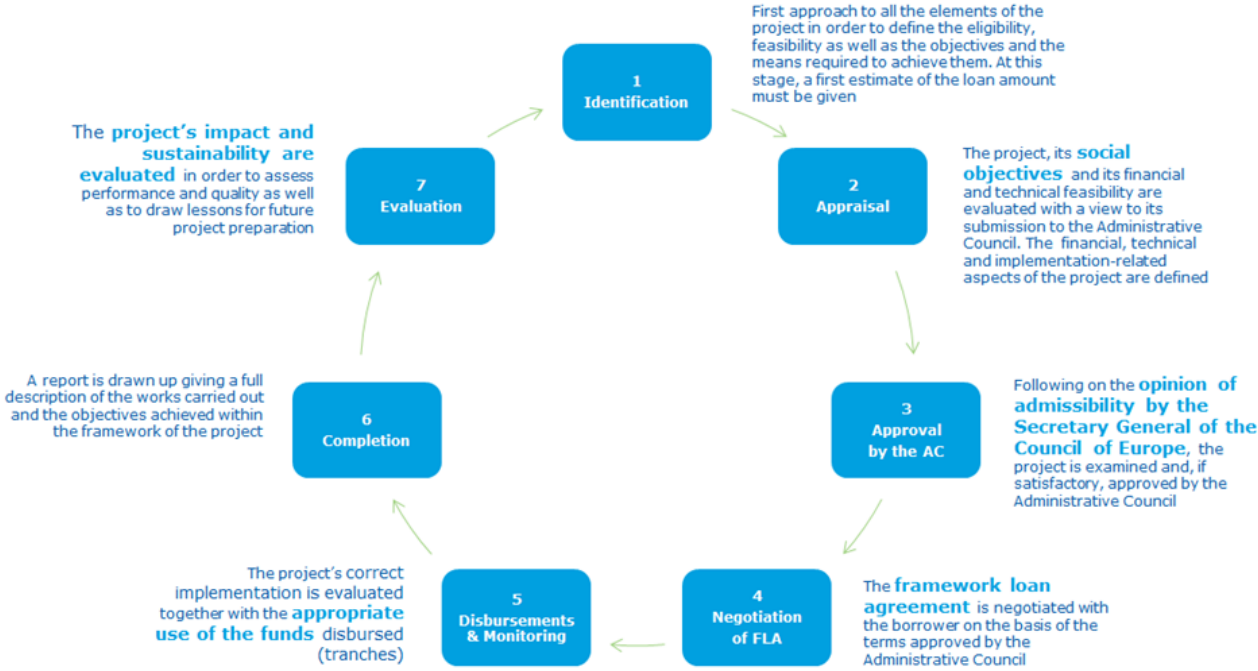 1
Identification
First approach to all the elements of the
project in order to define the eligibility,
feasibility as well as the objectives and the
means required to achieve them. At this
stage, a first estimate of the loan amount
must be given
2
Appraisal
The project, its social
objectives and its financial
and technical feasibility are
evaluated with a view to its
submission to the Administrative
Council. The financial, technical
and implementation-related
aspects of the project are defined
3
Approval
by the AC
Following on the opinion of
admissibility by the
Secretary General of the
Council of Europe, the
project is examined and, if
satisfactory, approved by the
Administrative Council
4
Negotiation
of FLA
The framework loan
agreement is negotiated with
the borrower on the basis of the
terms approved by the
Administrative Council
5
Disbursements
& Monitoring
The project's correct
implementation is evaluated
together with the appropriate
use of the funds disbursed
(tranches)
6
Completion
A report is drawn up giving a full
description of the works carried out
and the objectives achieved within
the framework of the project
7
Evaluation
The project's impact and
sustainability are
evaluated in order to assess
performance and quality as well
as to draw lessons for future
project preparation